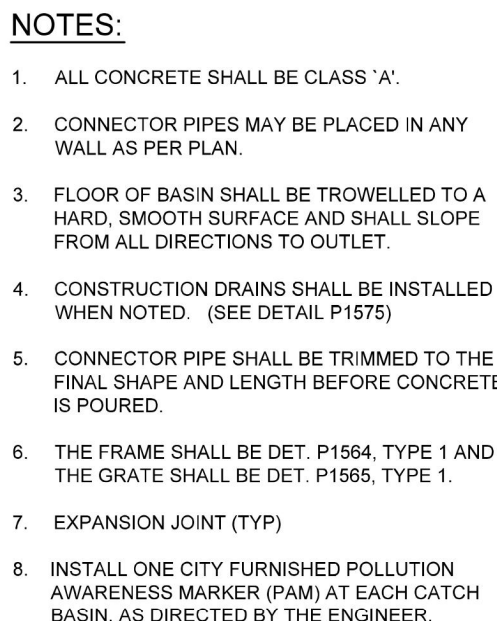 NOTES:
1. ALL CONCRETE SHALL BE CLASS `A'.
2. CONNECTOR PIPES MAY BE PLACED IN ANY
WALL AS PER PLAN.
3. FLOOR OF BASIN SHALL BE TROWELLED TO A
HARD, SMOOTH SURFACE AND SHALL SLOPE
FROM ALL DIRECTIONS TO OUTLET.
4. CONSTRUCTION DRAINS SHALL BE INSTALLED
WHEN NOTED. (SEE DETAIL P1575)
5. CONNECTOR PIPE SHALL BE TRIMMED TO THE
FINAL SHAPE AND LENGTH BEFORE CONCRETE
IS POURED.
6. THE FRAME SHALL BE DET. P1564, TYPE 1 AND
THE GRATE SHALL BE DET. P1565, TYPE 1.
7. EXPANSION JOINT (TYP)
8. INSTALL ONE CITY FURNISHED POLLUTION
AWARENESS MARKER (PAM) AT EACH CATCH
BASIN, AS DIRECTED BY THE ENGINEER.